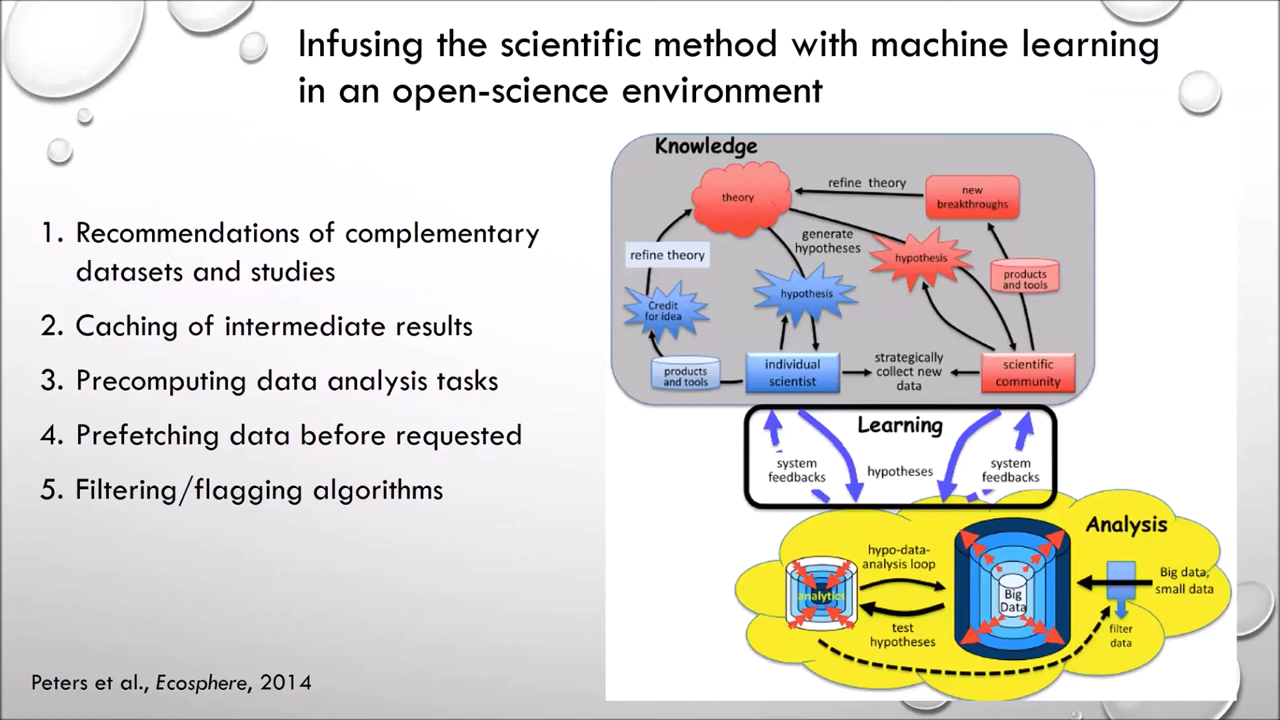 Infusing the scientific method with machine learning
in an open-science environment
1. Recommendations of complementary
datasets and studies
2. Caching of intermediate results
3. Precomputing data analysis tasks
4. Prefetching data before requested
5. Filtering/flagging algorithms
Peters et al., Ecosphere, 2014
Knowledge
theory
refine theory
new
breakthroughs
generate
hypotheses
refine theory
hypothesis
hypothesis
products
and tools
Credit
for idea
products
and tools
individual
scientist
strategically
collect new
data
scientific
community
Learning
system
feedbacks
hypotheses
system
feedbacks
Analysis
hypo-data-
analysis loop
analytics
Big
Data
Big data,
small data
test
hypotheses
filter
data